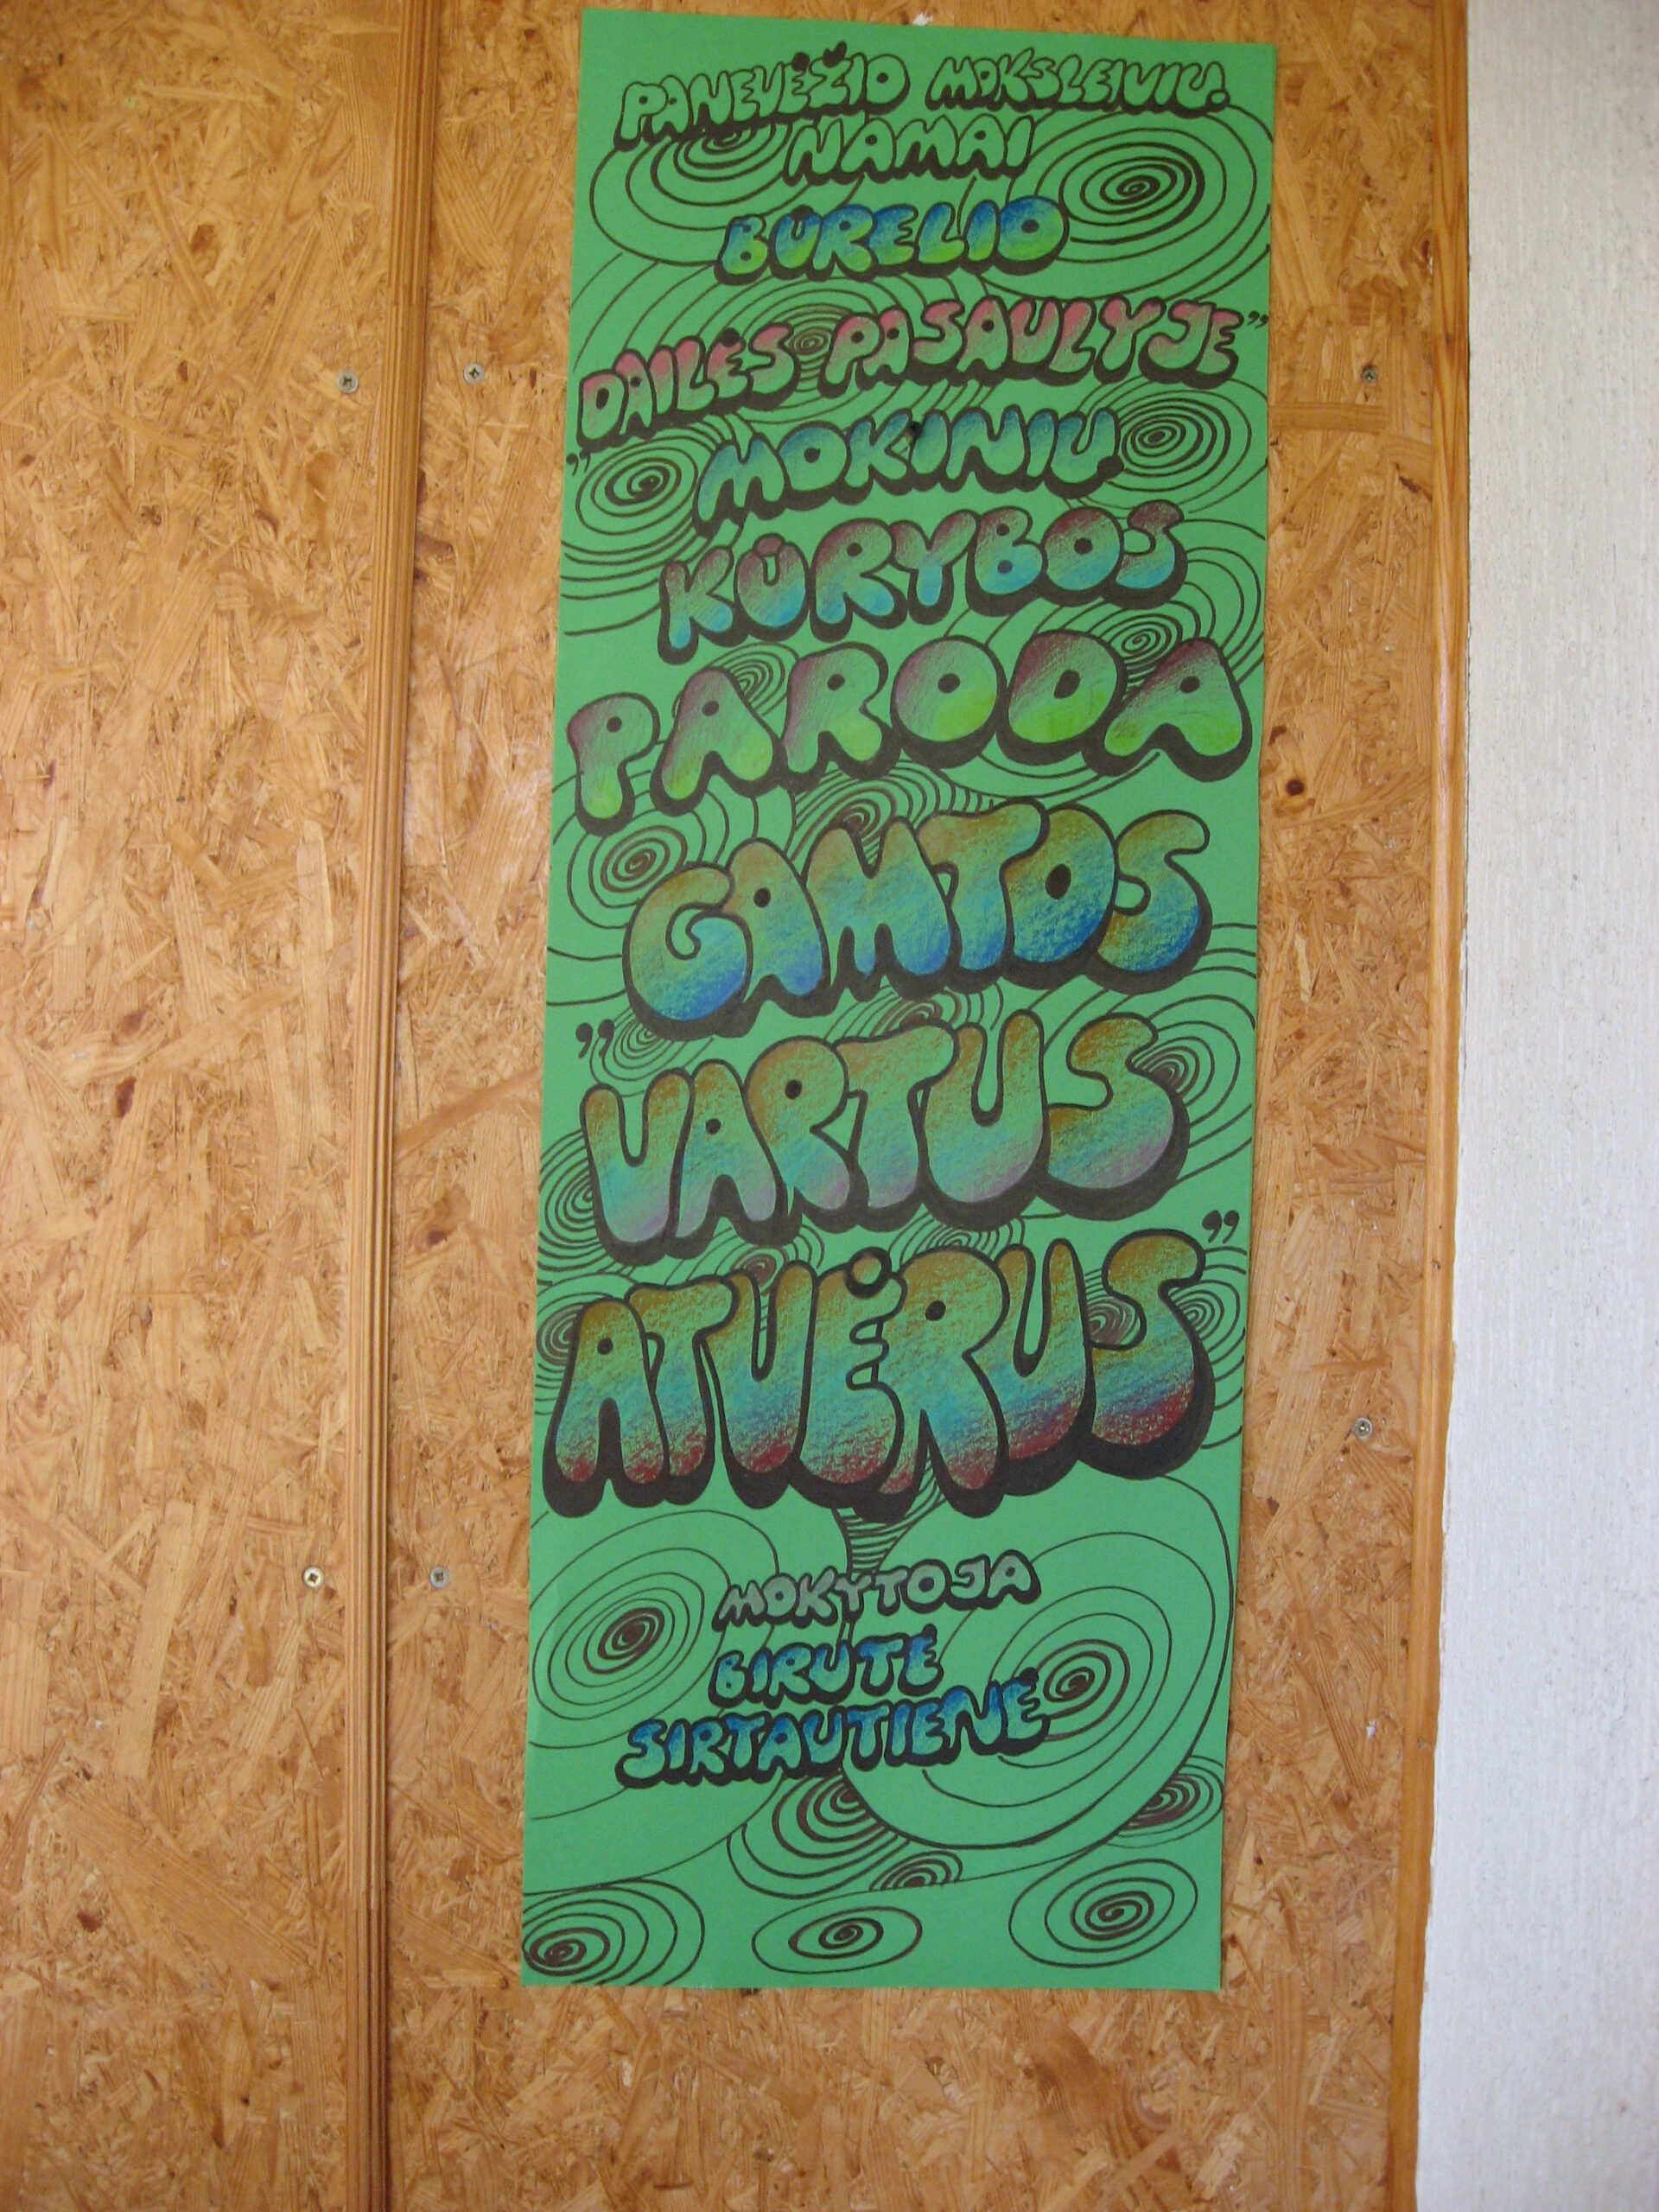 PANEVĖŽIO MOKSLEIVIŲ
NAMAI
BŪRELIO
„DAILĖS PASAULYJE”
MOKINIŲ
KŪRYBOS
PARODA
GAMTOS
„VARTUS
ATVĖRUS”
MOKYTOJA
BIRUTĖ
SIRTAUTIENĖ